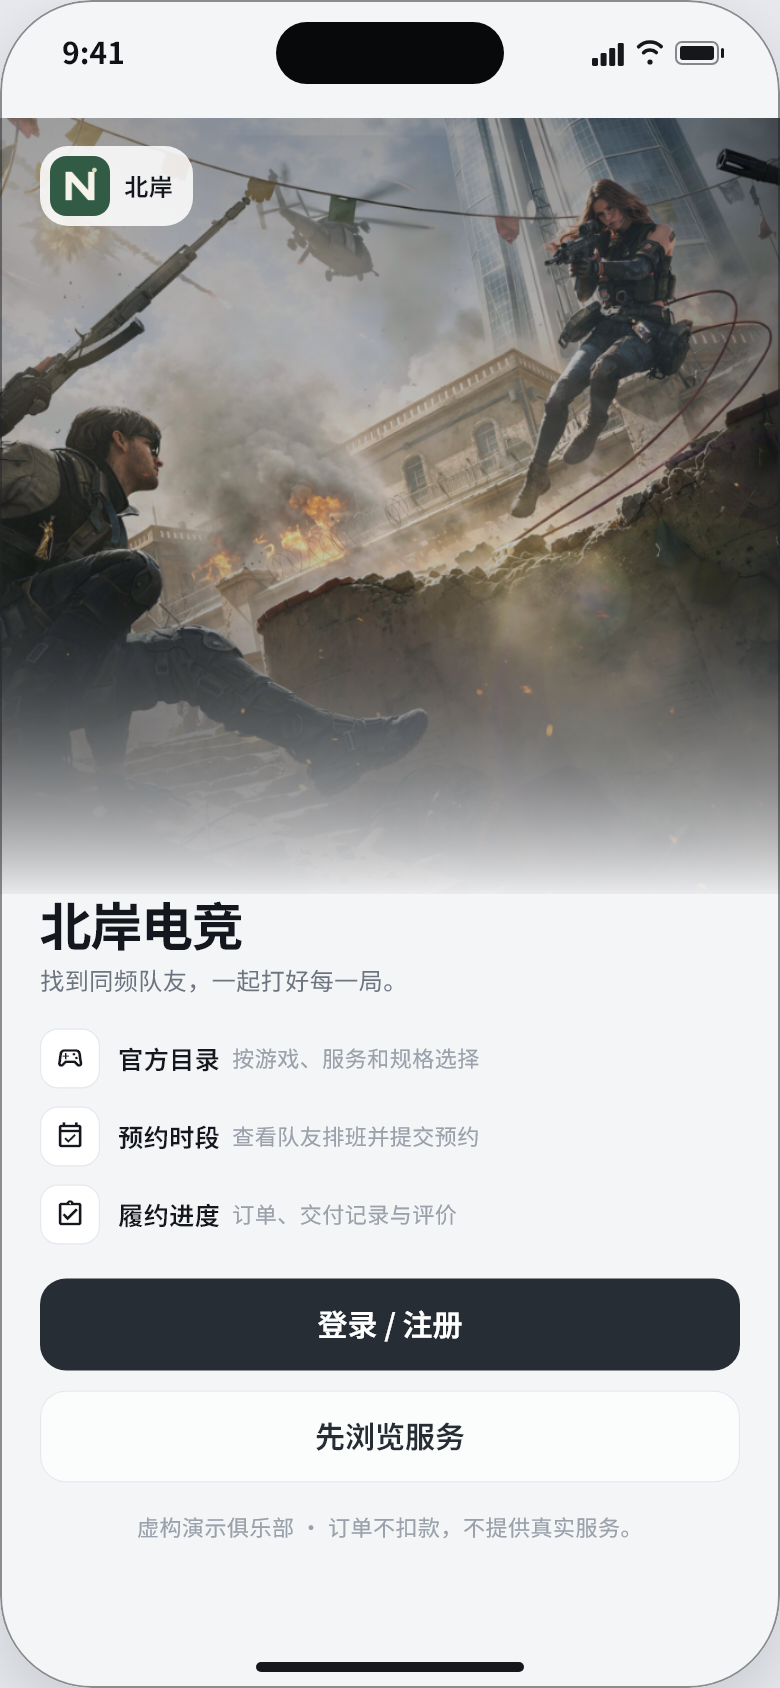 9:41
N 北岸
北岸电竞
找到同频队友，一起打好每一局。
官方目录 按游戏、服务和规格选择
预约时段 查看队友排班并提交预约
履约进度 订单、交付记录与评价
登录 / 注册
先浏览服务
虚构演示俱乐部 · 订单不扣款，不提供真实服务。